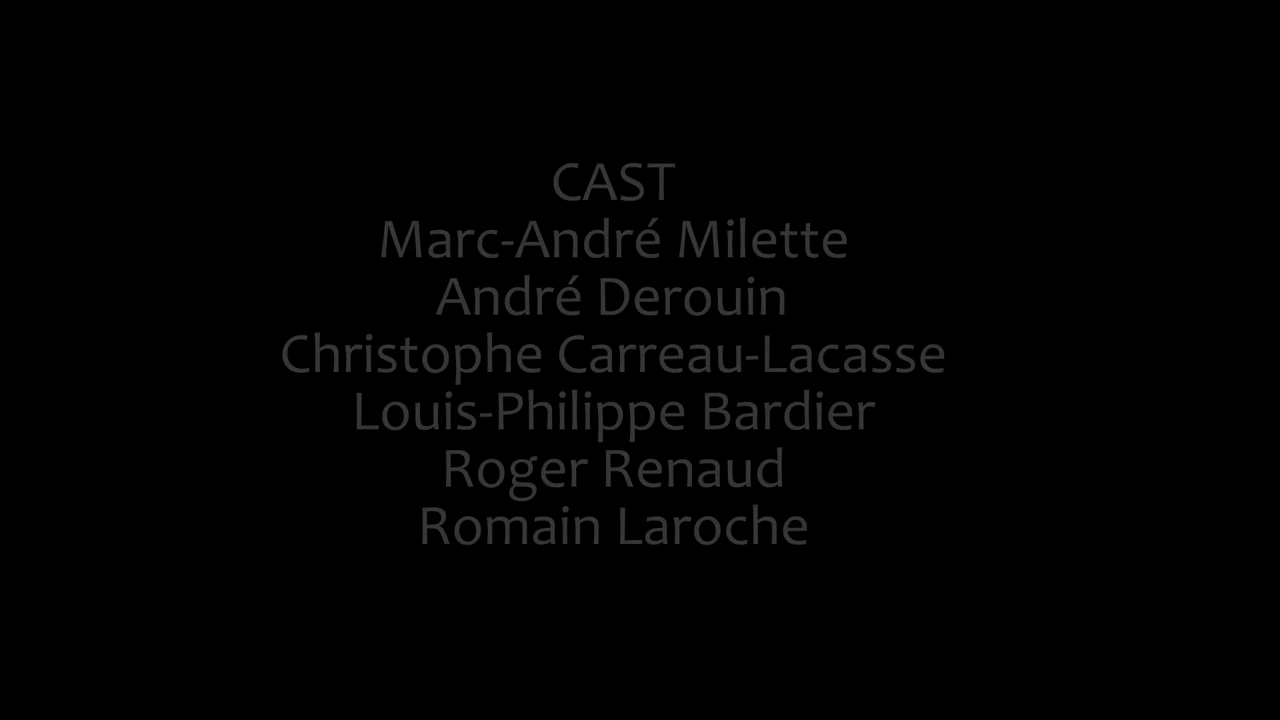 CAST
Marc-André Milette
André Derouin
Christophe Carreau-Lacasse
Louis-Philippe Bardier
Roger Renaud
Romain Laroche